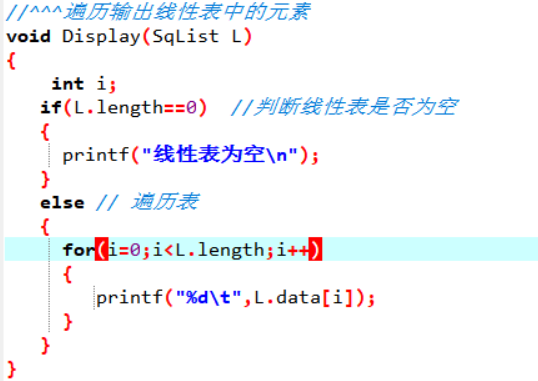 //^^^遍历输出线性表中的元素
void Display(SqList L)
{
    int i;
   if(L.length==0)  //判断线性表是否为空
   {
     printf("线性表为空\n");
   }
   else // 遍历表
   {
     for(i=0;i<L.length;i++)
     {
        printf("%d\t",L.data[i]);
     }
   }
}